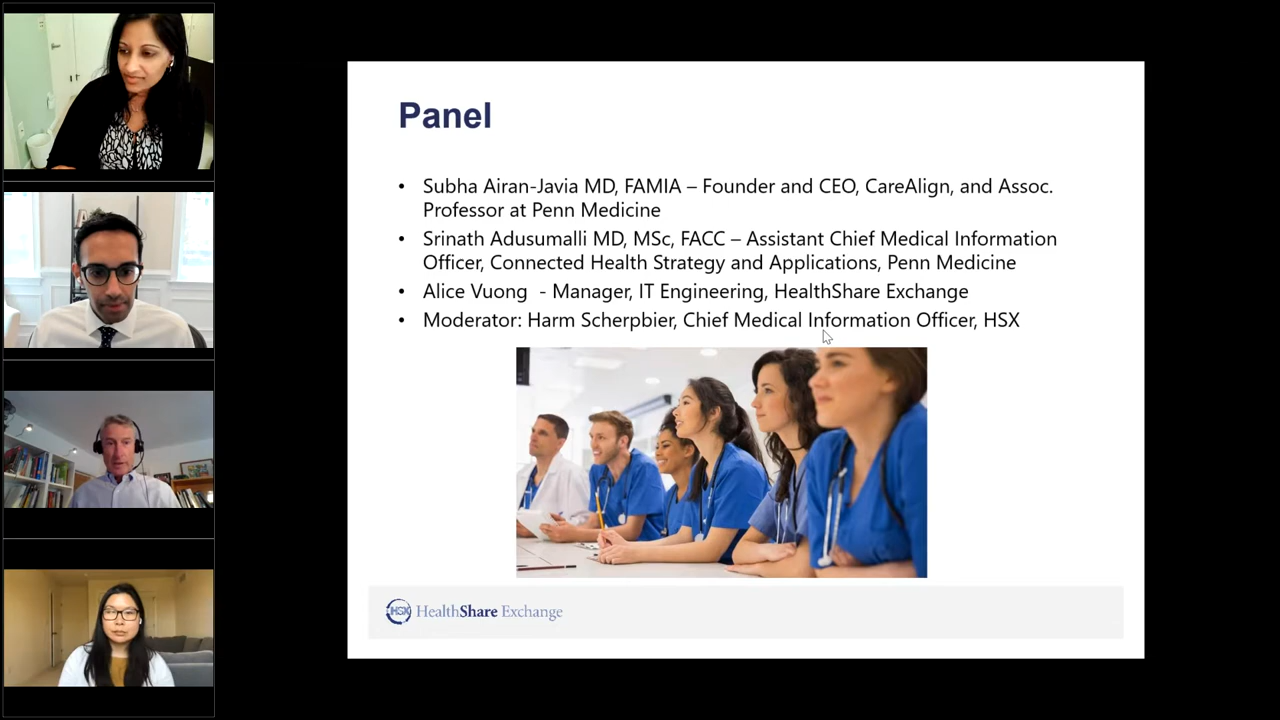 Panel
• Subha Airan-Javia MD, FAMIA – Founder and CEO, CareAlign, and Assoc.
Professor at Penn Medicine
• Srinath Adusumalli MD, MSc, FACC – Assistant Chief Medical Information
Officer, Connected Health Strategy and Applications, Penn Medicine
• Alice Vuong  - Manager, IT Engineering, HealthShare Exchange
• Moderator: Harm Scherpbier, Chief Medical Information Officer, HSX
HSX HealthShare Exchange